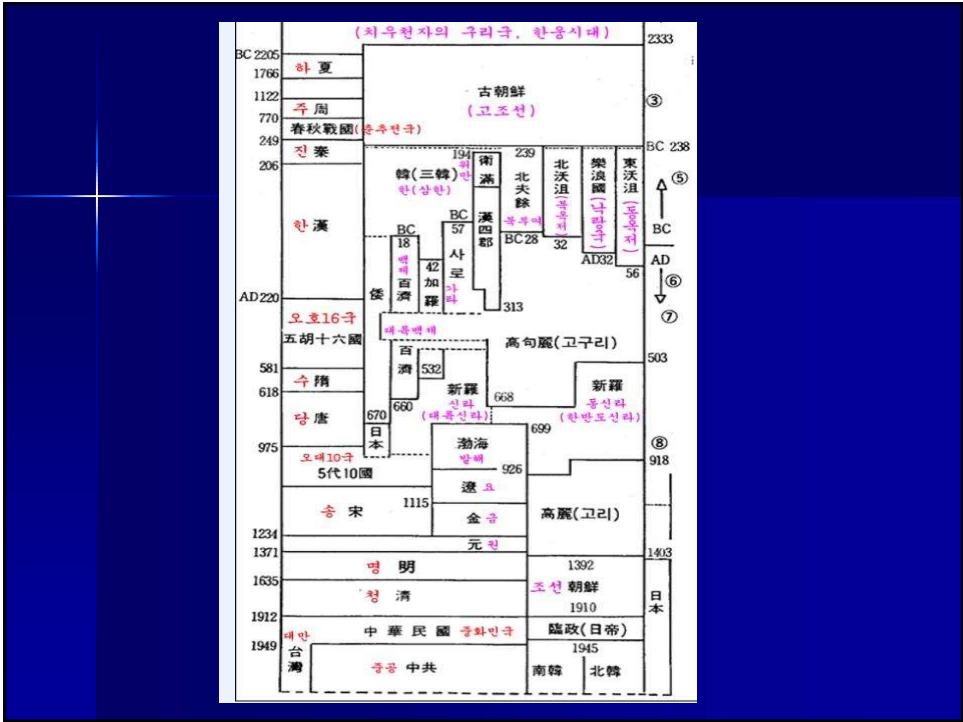 (치우천자의 구리국, 한웅시대)
2333
BC 2205
하 夏
1766
古朝鮮
(고조선)
③
1122
주 周
770
春秋戰國(춘추전국)
249
BC 238
진 秦
206
194
위만
衛滿
239
北夫餘
북부여
北沃沮(북옥저)
樂浪國(낙랑국)
東沃沮(동옥저)
⑤
韓(三韓)
한(삼한)
漢四郡
한 漢
BC
18
백제
百濟
BC
57
사로
42
加羅
가라
BC 28
32
AD32
56
BC
AD
⑥
⑦
倭
AD 220
313
오호16국
五胡十六國
대륙백제
百濟
高句麗(고구리)
503
581
532
수 隋
618
新羅
신라
(대륙신라)
668
新羅
동신라
(한반도신라)
660
당 唐
670
日本
699
975
渤海
발해
⑧
918
오대10국
5代10國
926
遼 요
1115
송 宋
金 금
高麗(고리)
1234
元 원
1371
1403
명 明
1392
1635
조선 朝鮮
청 清
1910
日本
1912
中華民國 중화민국
臨政(日帝)
대만
1949
台灣
1945
중공 中共
南韓
北韓